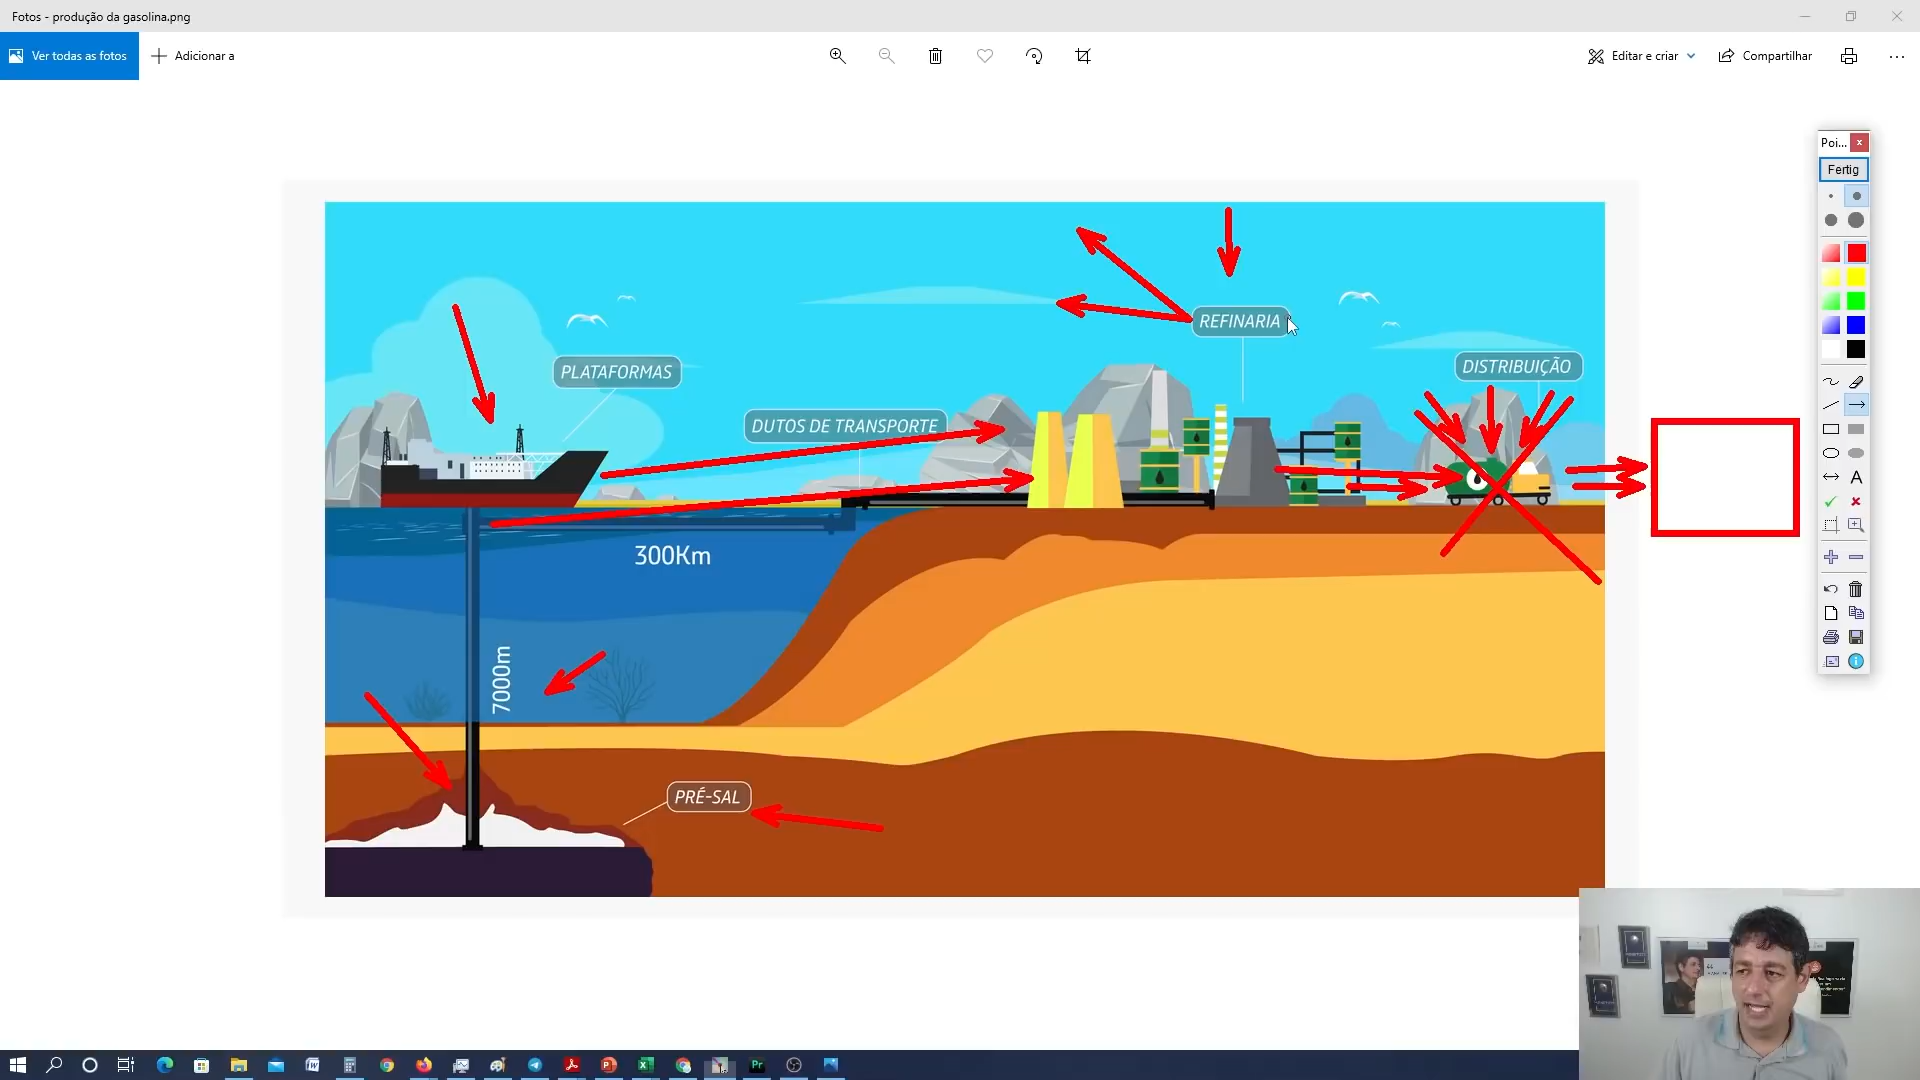 Fotos - produção da gasolina.png
Ver todas as fotos
Adicionar a
Editar e criar
Compartilhar
Poi...
Fertig
REFINARIA
PLATAFORMAS
DISTRIBUIÇÃO
DUTOS DE TRANSPORTE
300Km
7000m
PRÉ-SAL